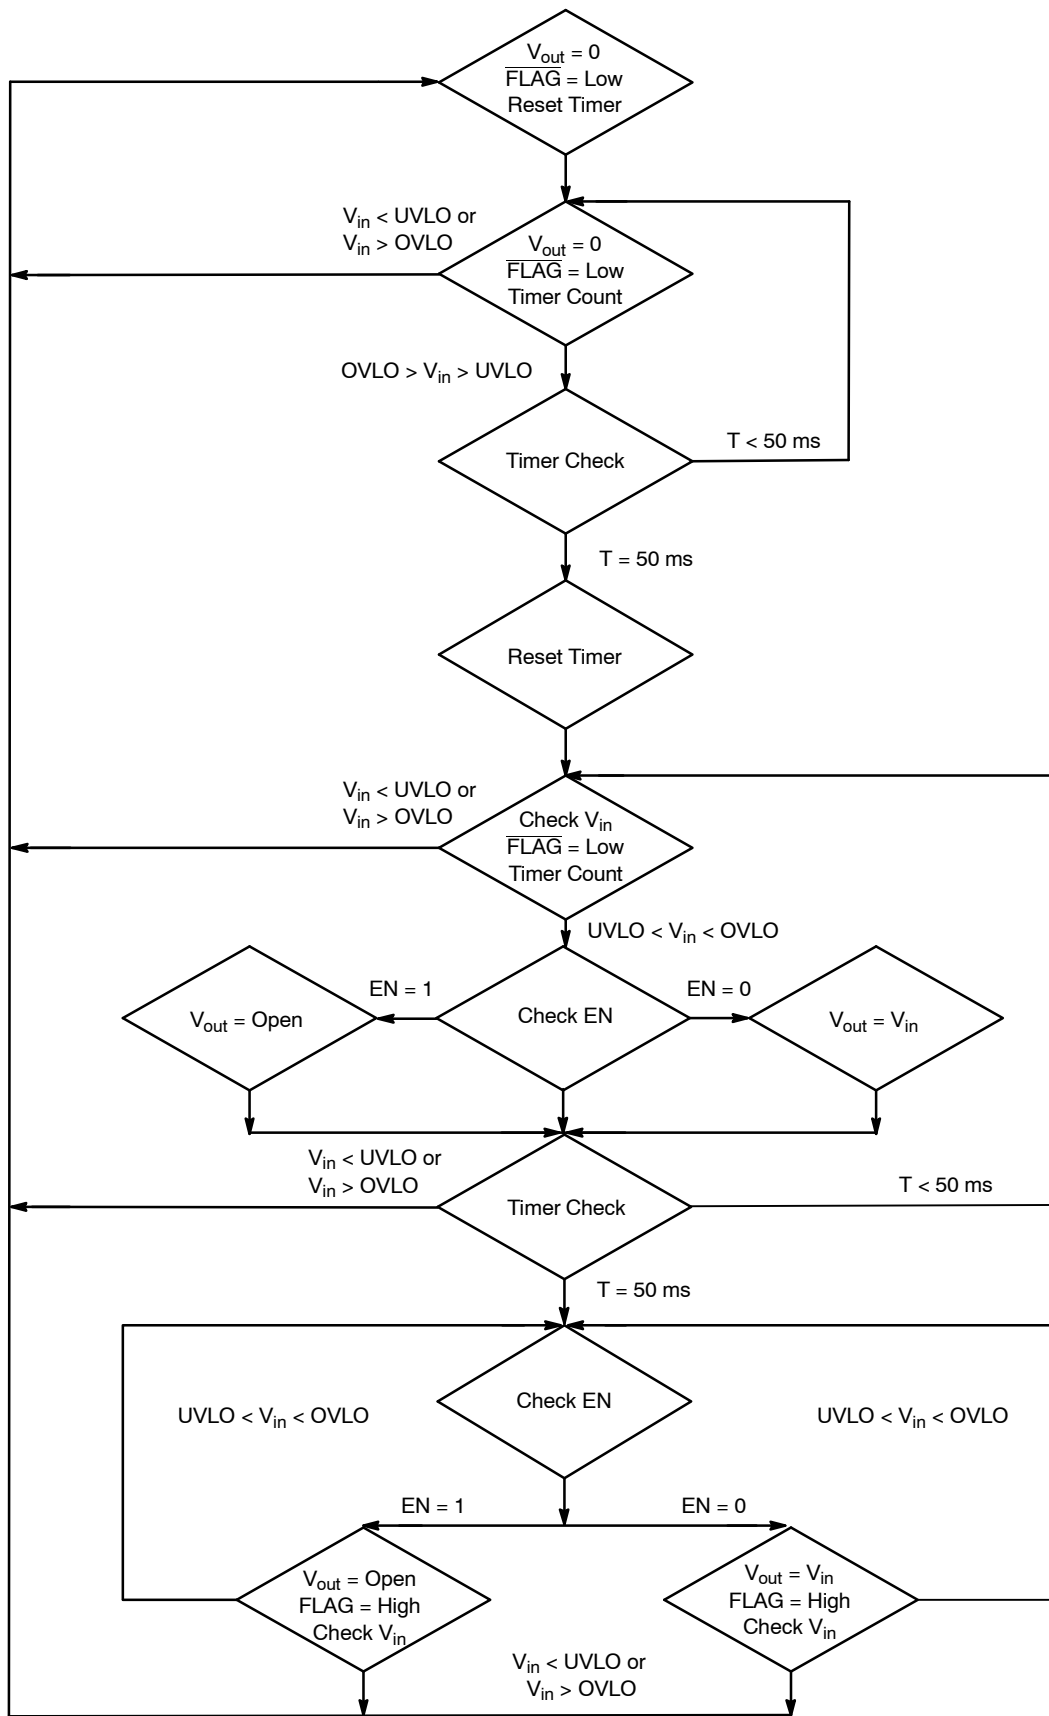 Vout = 0
FLAG = Low
Reset Timer
Vin < UVLO or
Vin > OVLO
Vout = 0
FLAG = Low
Timer Count
OVLO > Vin > UVLO
Timer Check
T < 50 ms
T = 50 ms
Reset Timer
Vin < UVLO or
Vin > OVLO
Check Vin
FLAG = Low
Timer Count
UVLO < Vin < OVLO
Vout = Open
EN = 1
Check EN
EN = 0
Vout = Vin
Vin < UVLO or
Vin > OVLO
Timer Check
T < 50 ms
T = 50 ms
Check EN
UVLO < Vin < OVLO
UVLO < Vin < OVLO
EN = 1
EN = 0
Vout = Open
FLAG = High
Check Vin
Vout = Vin
FLAG = High
Check Vin
Vin < UVLO or
Vin > OVLO